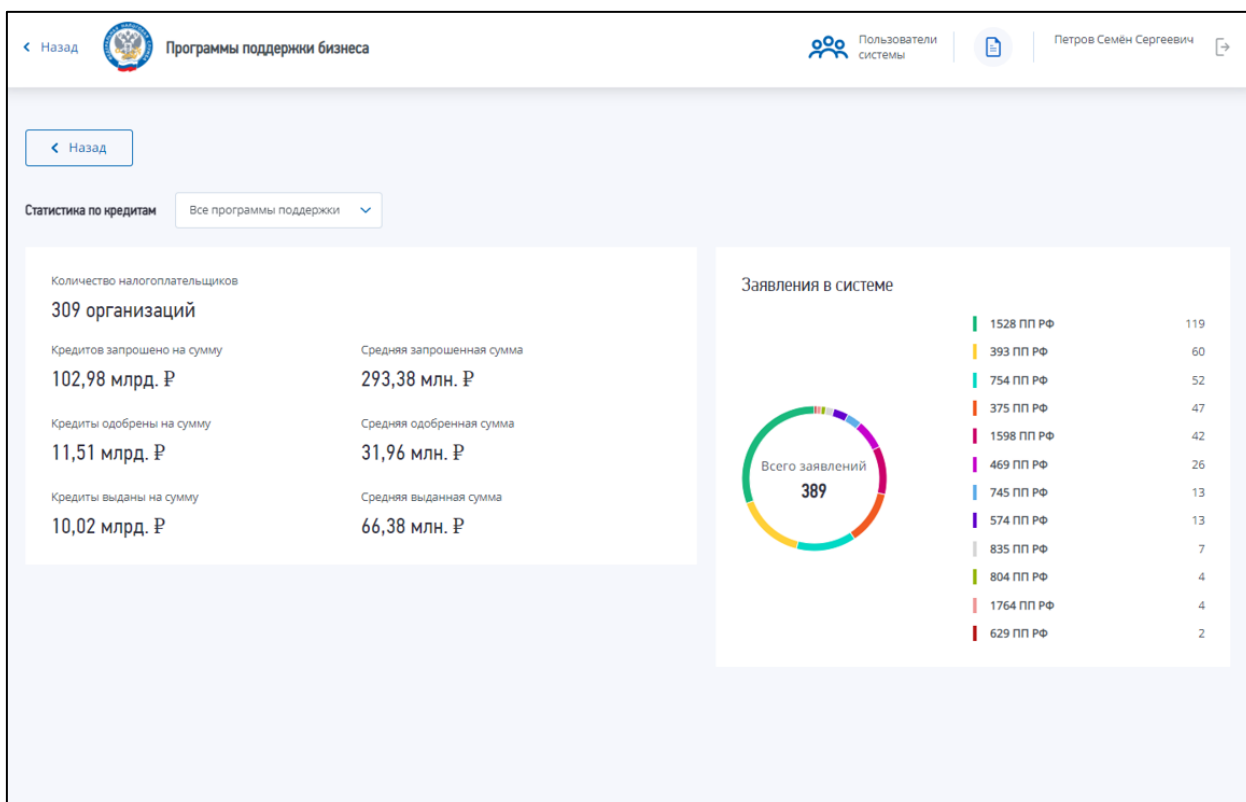 Назад
Программы поддержки бизнеса
Пользователи
системы
Петров Семён Сергеевич
Назад
Статистика по кредитам
Все программы поддержки
Количество налогоплательщиков
309 организаций
Кредитов запрошено на сумму
Средняя запрошенная сумма
102,98 млрд. ₽
293,38 млн. ₽
Кредиты одобрены на сумму
Средняя одобренная сумма
11,51 млрд. ₽
31,96 млн. ₽
Кредиты выданы на сумму
Средняя выданная сумма
10,02 млрд. ₽
66,38 млн. ₽
Заявления в системе
Всего заявлений
389
1528 ПП РФ 119
393 ПП РФ 60
754 ПП РФ 52
375 ПП РФ 47
1598 ПП РФ 42
469 ПП РФ 26
745 ПП РФ 13
574 ПП РФ 13
835 ПП РФ 7
804 ПП РФ 4
1764 ПП РФ 4
629 ПП РФ 2